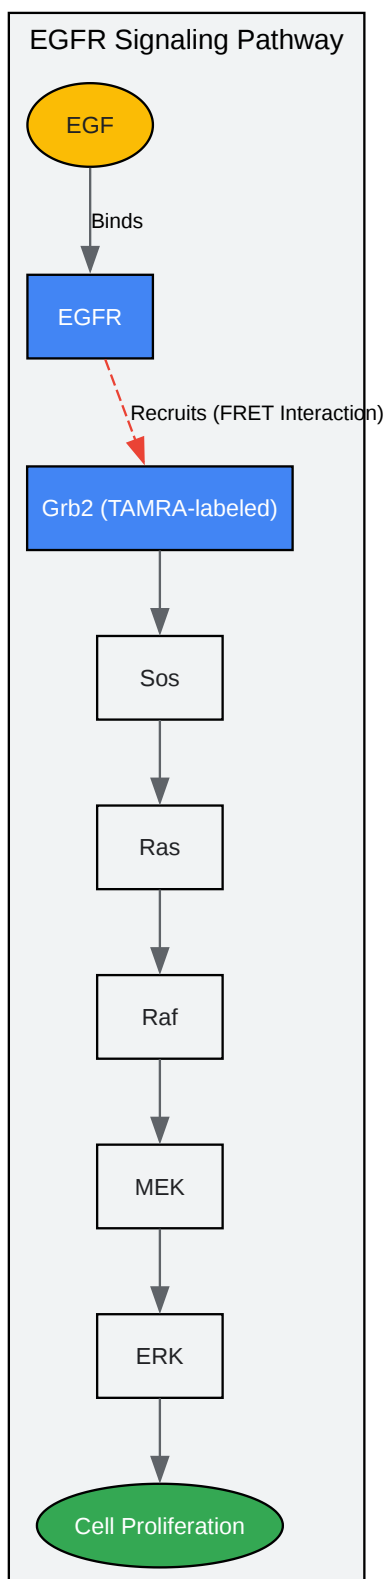 EGFR Signaling Pathway
EGF
Binds
EGFR
Recruits (FRET Interaction)
Grb2 (TAMRA-labeled)
Sos
Ras
Raf
MEK
ERK
Cell Proliferation